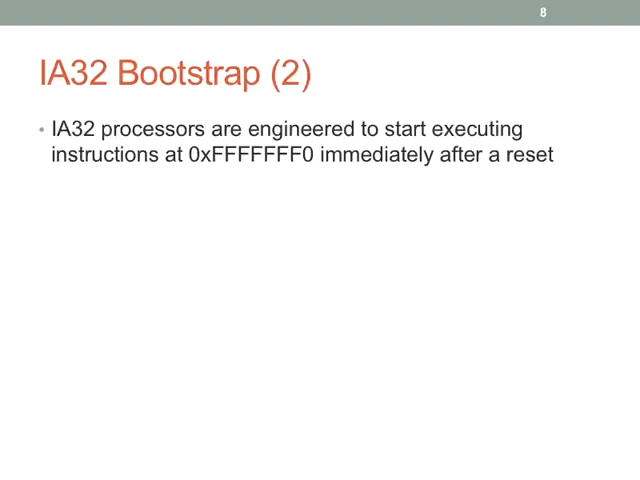 8
IA32 Bootstrap (2)
• IA32 processors are engineered to start executing
instructions at 0xFFFFFFF0 immediately after a reset